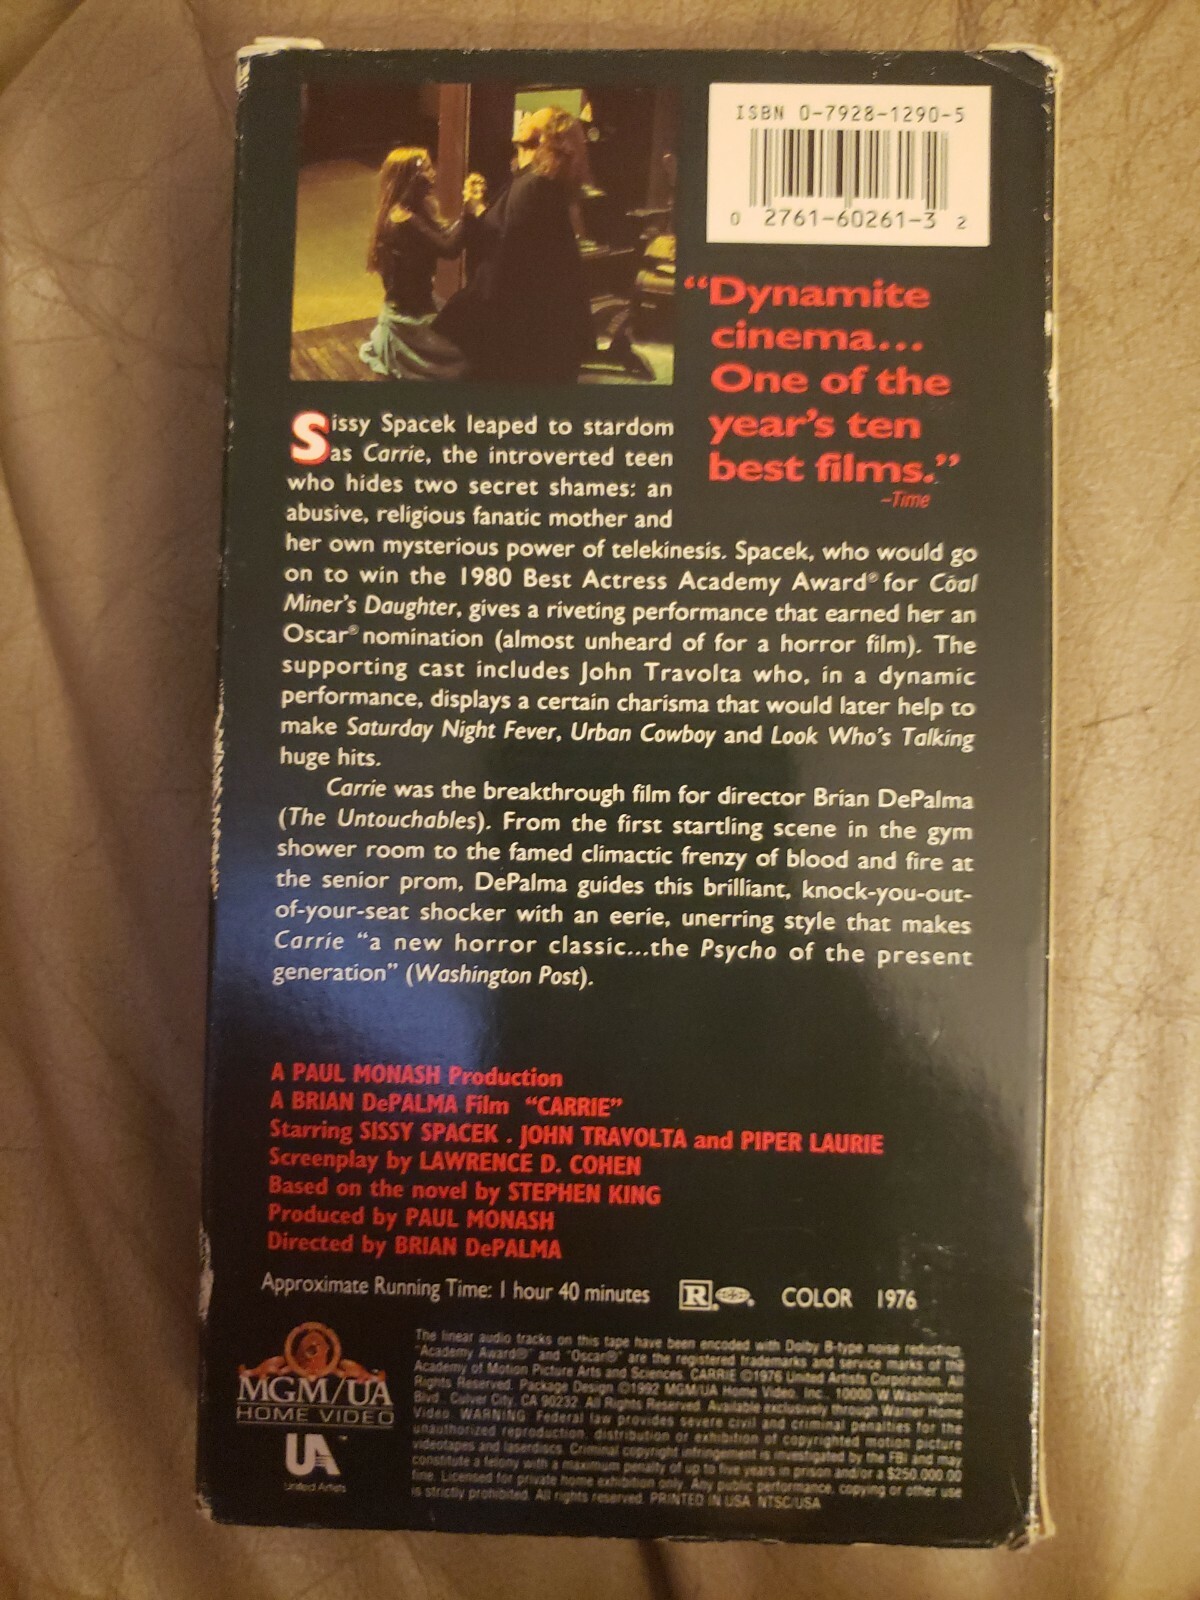 ISBN 0-7928-1290-5
0 2761-60261-3 2
“Dynamite
cinema...
One of the
year's ten
best films.”
–Time
Sissy Spacek leaped to stardom
as Carrie, the introverted teen
who hides two secret shames: an
abusive, religious fanatic mother and
her own mysterious power of telekinesis. Spacek, who would go
on to win the 1980 Best Actress Academy Award® for Coal
Miner's Daughter, gives a riveting performance that earned her an
Oscar® nomination (almost unheard of for a horror film). The
supporting cast includes John Travolta who, in a dynamic
performance, displays a certain charisma that would later help to
make Saturday Night Fever, Urban Cowboy and Look Who's Talking
huge hits.
Carrie was the breakthrough film for director Brian DePalma
(The Untouchables). From the first startling scene in the gym
shower room to the famed climactic frenzy of blood and fire at
the senior prom, DePalma guides this brilliant, knock-you-out-
of-your-seat shocker with an eerie, unerring style that makes
Carrie “a new horror classic...the Psycho of the present
generation” (Washington Post).
A PAUL MONASH Production
A BRIAN DePALMA Film “CARRIE”
Starring SISSY SPACEK . JOHN TRAVOLTA and PIPER LAURIE
Screenplay by LAWRENCE D. COHEN
Based on the novel by STEPHEN KING
Produced by PAUL MONASH
Directed by BRIAN DePALMA
Approximate Running Time: 1 hour 40 minutes R COLOR 1976
MGM/UA
HOME VIDEO
UA™
United Artists
The linear audio tracks on this tape have been encoded with Dolby B-type noise reduction.
"Academy Award®" and "Oscar®" are the registered trademarks and service marks of the
Academy of Motion Picture Arts and Sciences. CARRIE ©1976 United Artists Corporation. All
Rights Reserved. Package Design ©1992 MGM/UA Home Video, Inc., 10000 W Washington
Blvd., Culver City, CA 90232. All Rights Reserved. Available exclusively through Warner Home
Video. WARNING: Federal law provides severe civil and criminal penalties for the
unauthorized reproduction, distribution or exhibition of copyrighted motion picture
videotapes and laserdiscs. Criminal copyright infringement is investigated by the FBI and may
constitute a felony with a maximum penalty of up to five years in prison and/or a $250,000.00
fine. Licensed for private home exhibition only. Any public performance, copying or other use
is strictly prohibited. All rights reserved. PRINTED IN USA. NTSC/USA